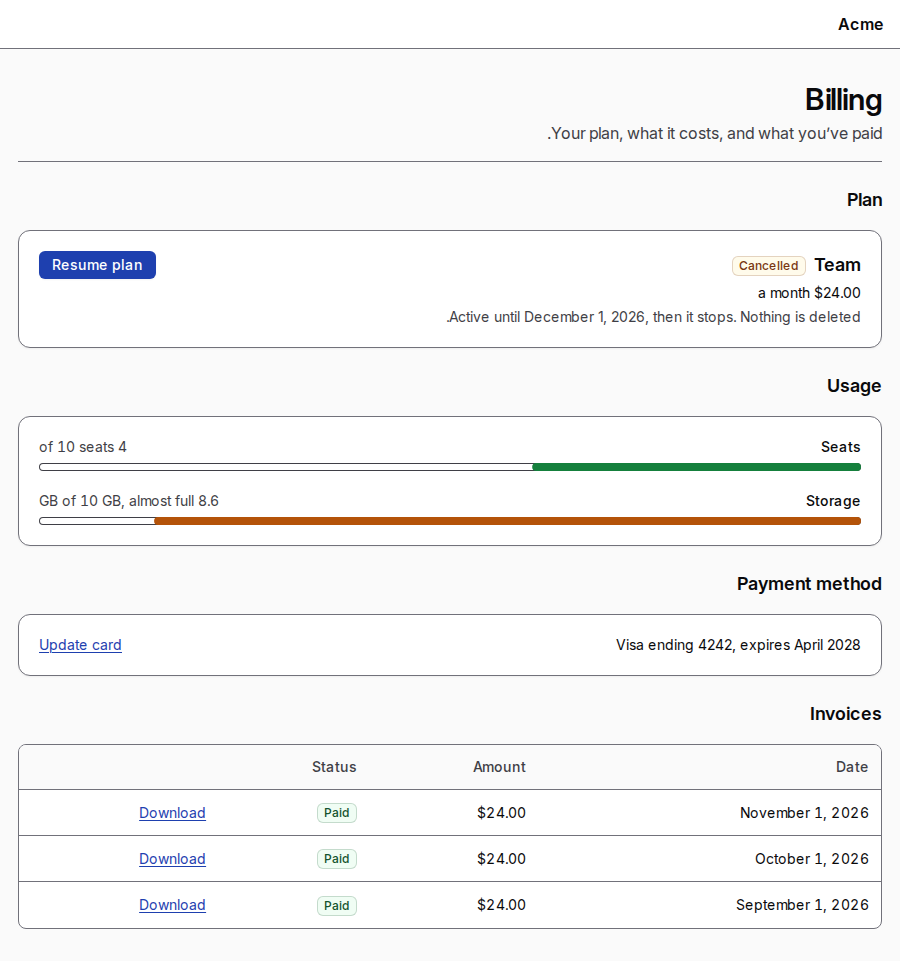 Acme
Billing
.Your plan, what it costs, and what you’ve paid
Plan
Team Cancelled
Resume plan
a month $24.00
.Active until December 1, 2026, then it stops. Nothing is deleted
Usage
Seats
of 10 seats 4
Storage
GB of 10 GB, almost full 8.6
Payment method
Visa ending 4242, expires April 2028
Update card
Invoices
Date Amount Status
November 1, 2026 $24.00 Paid Download
October 1, 2026 $24.00 Paid Download
September 1, 2026 $24.00 Paid Download